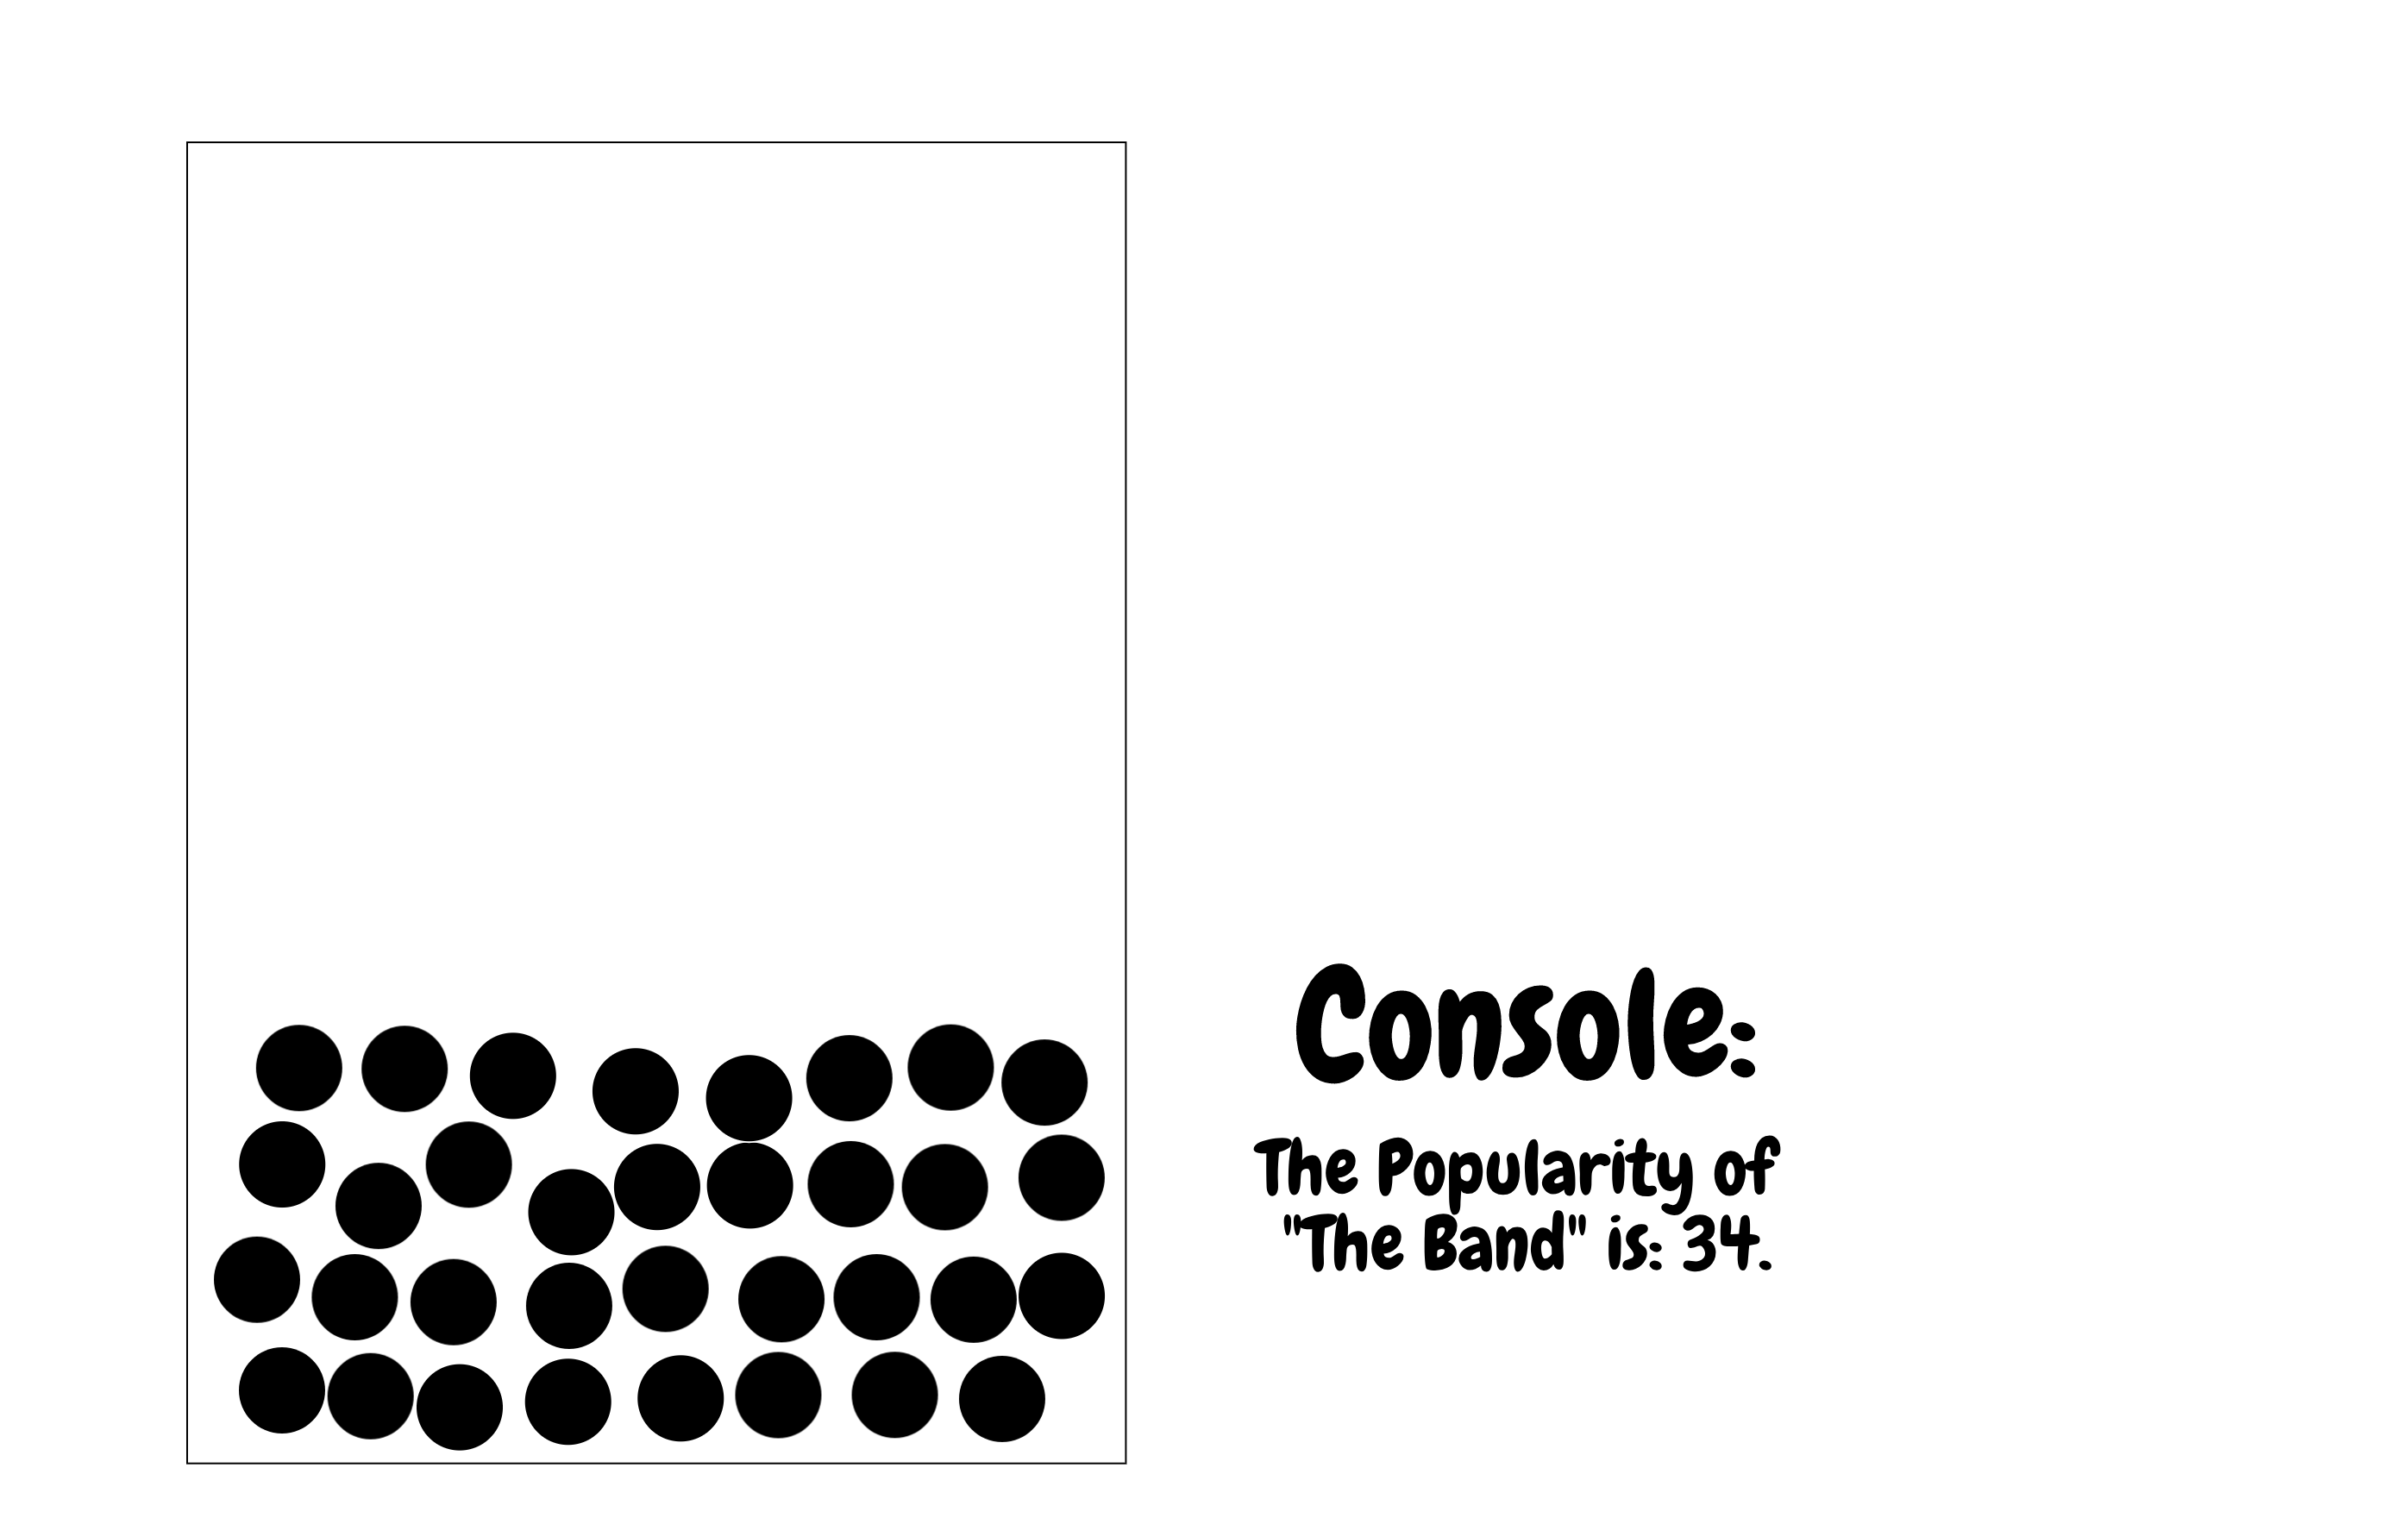 Console:
The Popularity of
"The Band" is: 34.